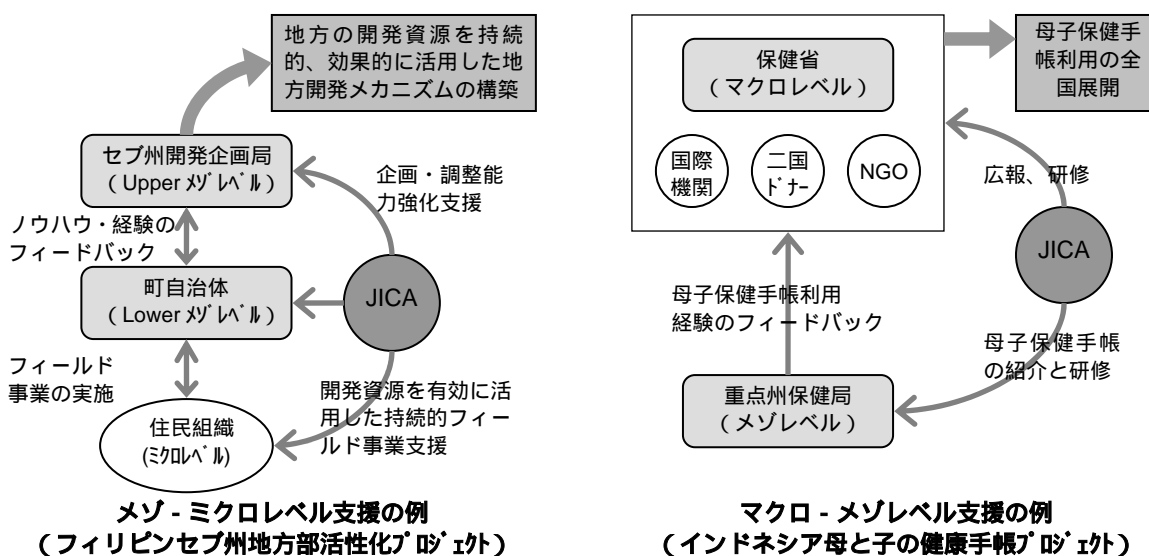 地方の開発資源を持続
的、効果的に活用した地
方開発メカニズムの構築
セブ州開発企画局
（Upper ﾒｿﾞﾚﾍﾞﾙ）
企画・調整能
力強化支援
ノウハウ・経験の
フィードバック
町自治体
（Lower ﾒｿﾞﾚﾍﾞﾙ）
JICA
フィールド
事業の実施
開発資源を有効に活
用した持続的フィー
ルド事業支援
住民組織
(ﾐｸﾛﾚﾍﾞﾙ)
メゾ - ミクロレベル支援の例
（フィリピンセブ州地方部活性化ﾌﾟﾛｼﾞｪｸﾄ）
母子保健手
帳利用の全
国展開
保健省
（マクロレベル）
国際
機関
二国
ﾄﾞﾅｰ
NGO
広報、研修
JICA
母子保健手帳利用
経験のフィードバック
母子保健手帳
の紹介と研修
重点州保健局
（メゾレベル）
マクロ - メゾレベル支援の例
（インドネシア母と子の健康手帳ﾌﾟﾛｼﾞｪｸﾄ）